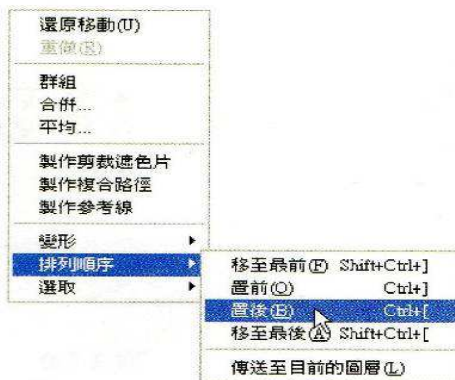 還原移動(U)
重做(R)
群組
合併...
平均...
製作剪裁遮色片
製作複合路徑
製作參考線
變形
排列順序
選取
移至最前(F) Shift+Ctrl+]
置前(O) Ctrl+]
置後(B) Ctrl+[
移至最後(A) Shift+Ctrl+[
傳送至目前的圖層(L)